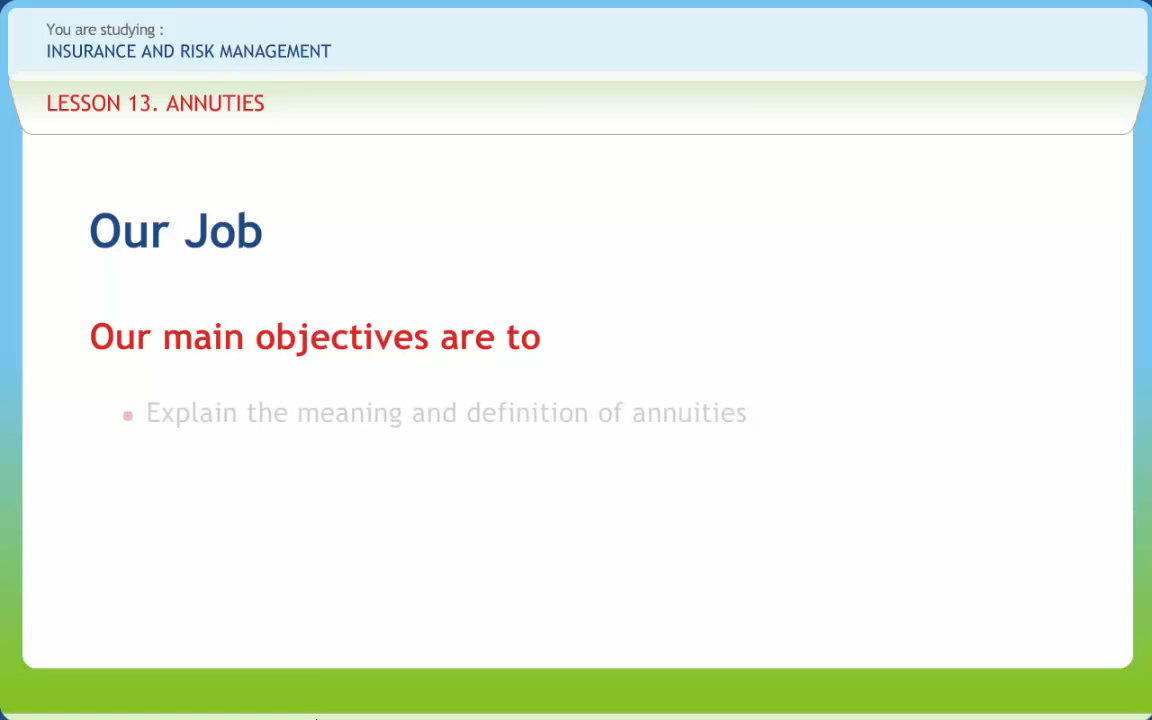 You are studying :
INSURANCE AND RISK MANAGEMENT
LESSON 13. ANNUTIES
Our Job
Our main objectives are to
• Explain the meaning and definition of annuities